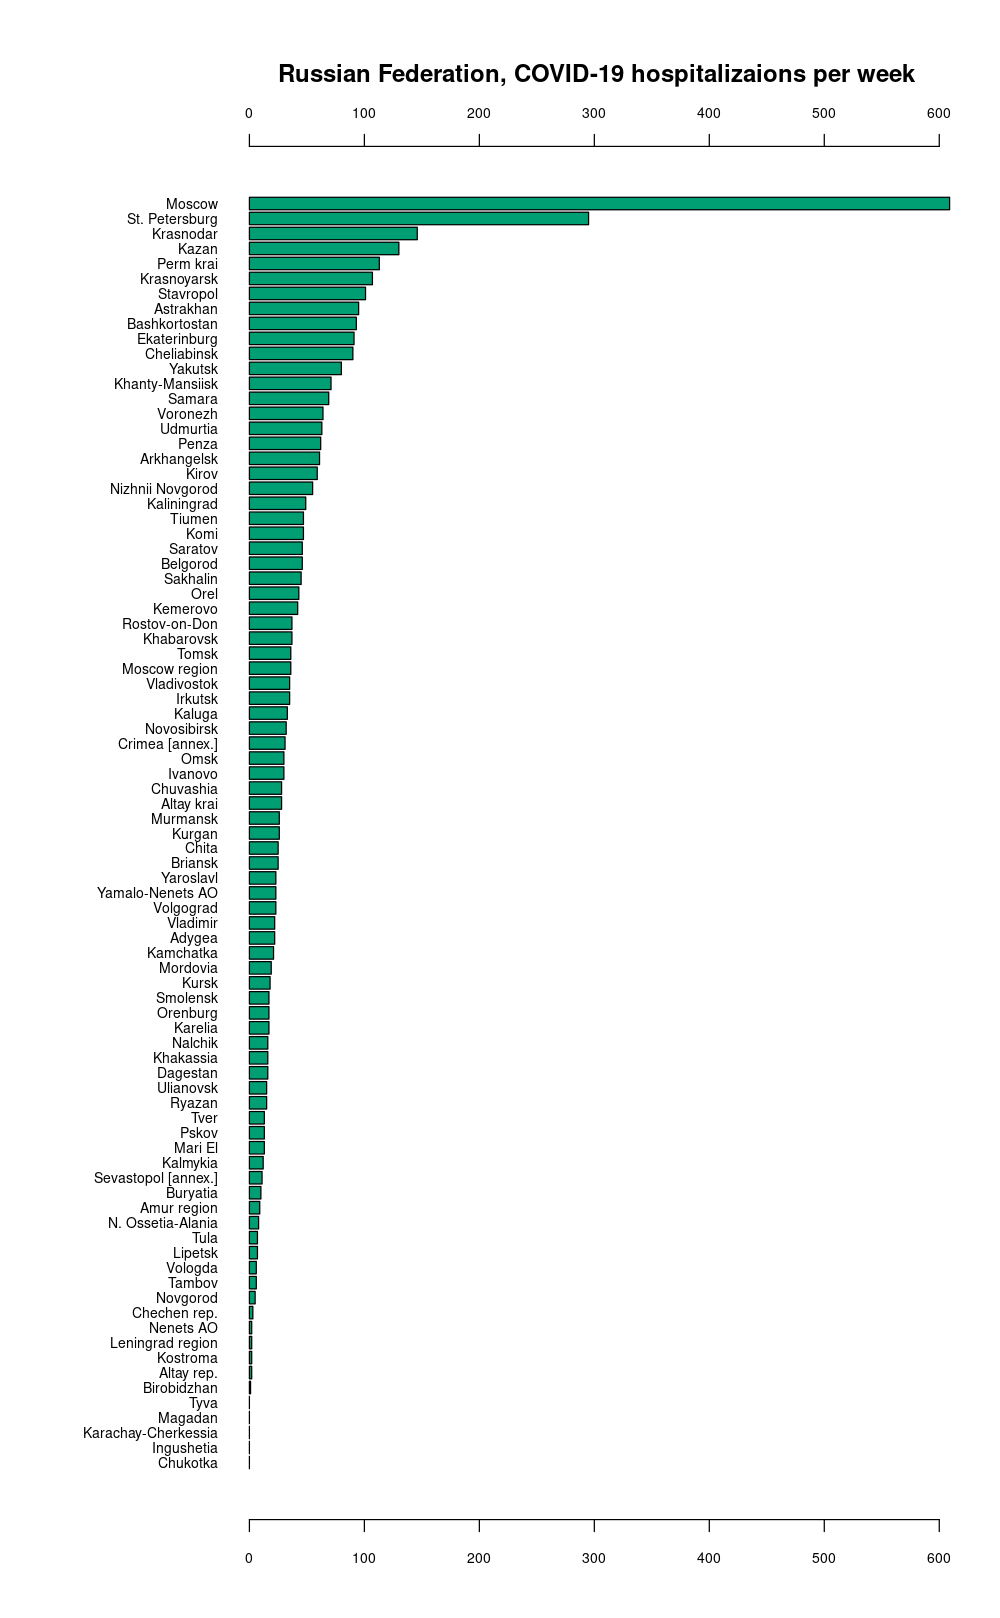 Russian Federation, COVID-19 hospitalizaions per week
0 100 200 300 400 500 600
Moscow
St. Petersburg
Krasnodar
Kazan
Perm krai
Krasnoyarsk
Stavropol
Astrakhan
Bashkortostan
Ekaterinburg
Cheliabinsk
Yakutsk
Khanty-Mansiisk
Samara
Voronezh
Udmurtia
Penza
Arkhangelsk
Kirov
Nizhnii Novgorod
Kaliningrad
Tiumen
Komi
Saratov
Belgorod
Sakhalin
Orel
Kemerovo
Rostov-on-Don
Khabarovsk
Tomsk
Moscow region
Vladivostok
Irkutsk
Kaluga
Novosibirsk
Crimea [annex.]
Omsk
Ivanovo
Chuvashia
Altay krai
Murmansk
Kurgan
Chita
Briansk
Yaroslavl
Yamalo-Nenets AO
Volgograd
Vladimir
Adygea
Kamchatka
Mordovia
Kursk
Smolensk
Orenburg
Karelia
Nalchik
Khakassia
Dagestan
Ulianovsk
Ryazan
Tver
Pskov
Mari El
Kalmykia
Sevastopol [annex.]
Buryatia
Amur region
N. Ossetia-Alania
Tula
Lipetsk
Vologda
Tambov
Novgorod
Chechen rep.
Nenets AO
Leningrad region
Kostroma
Altay rep.
Birobidzhan
Tyva
Magadan
Karachay-Cherkessia
Ingushetia
Chukotka
0 100 200 300 400 500 600